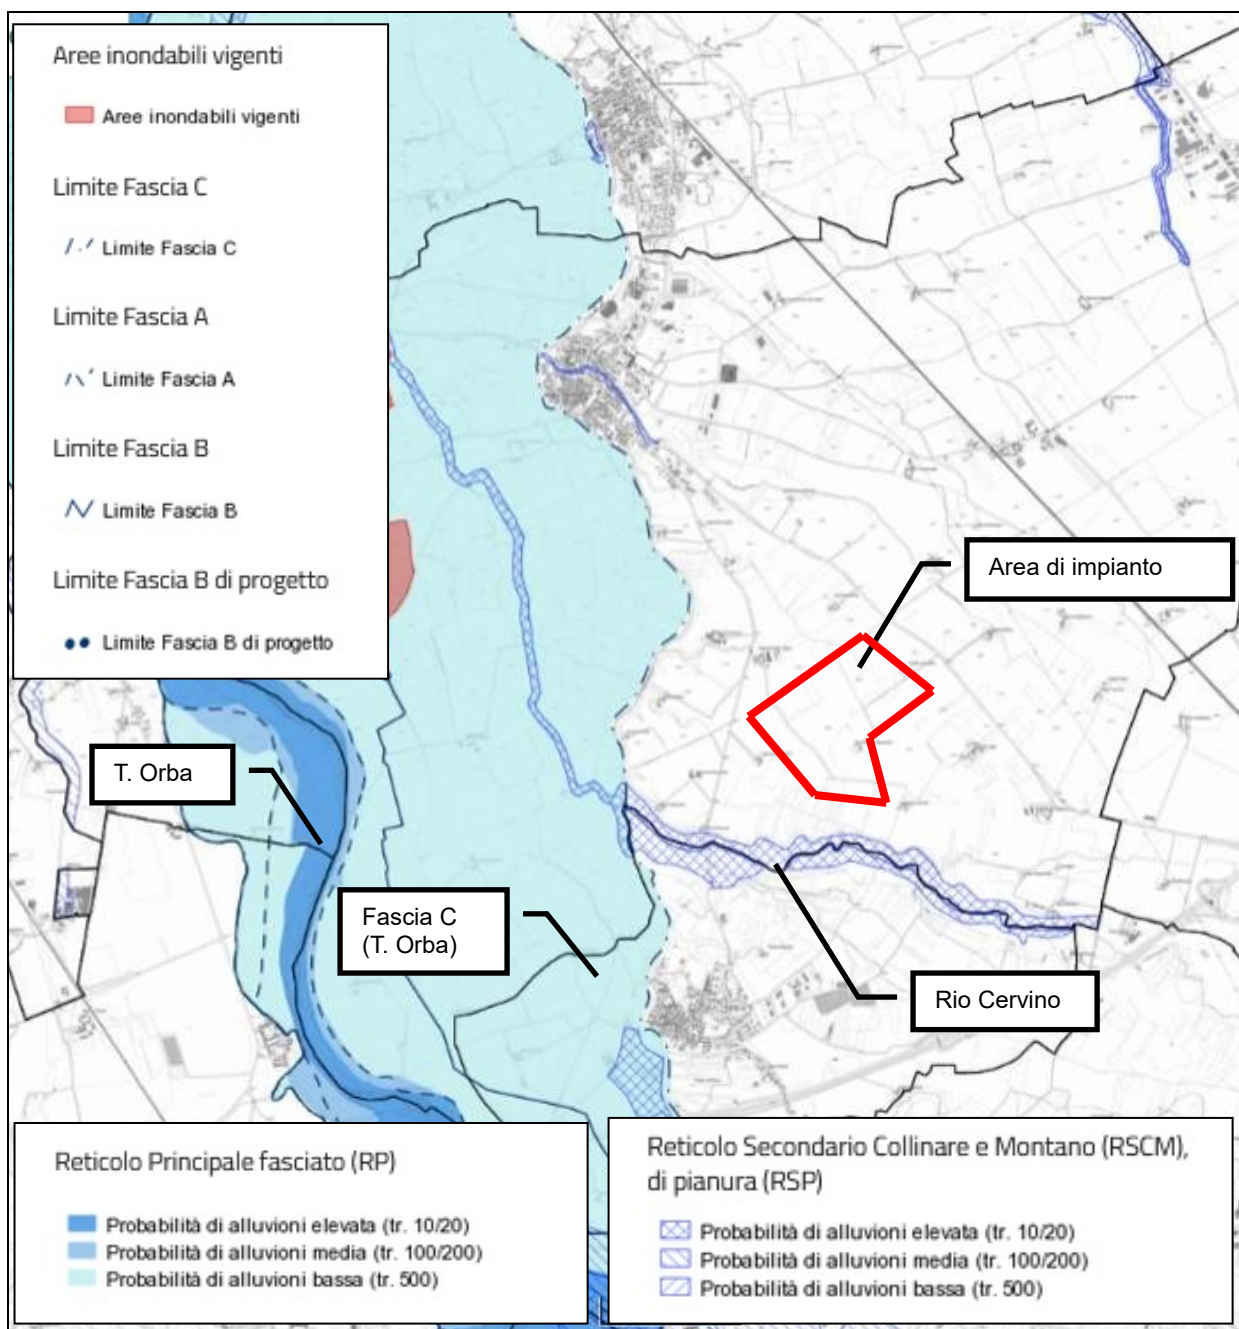 Aree inondabili vigenti
Aree inondabili vigenti
Limite Fascia C
Limite Fascia C
Limite Fascia A
Limite Fascia A
Limite Fascia B
Limite Fascia B
Limite Fascia B di progetto
Limite Fascia B di progetto
Area di impianto
T. Orba
Fascia C
(T. Orba)
Rio Cervino
Reticolo Principale fasciato (RP)
Probabilità di alluvioni elevata (tr. 10/20)
Probabilità di alluvioni media (tr. 100/200)
Probabilità di alluvioni bassa (tr. 500)
Reticolo Secondario Collinare e Montano (RSCM),
di pianura (RSP)
Probabilità di alluvioni elevata (tr. 10/20)
Probabilità di alluvioni media (tr. 100/200)
Probabilità di alluvioni bassa (tr. 500)